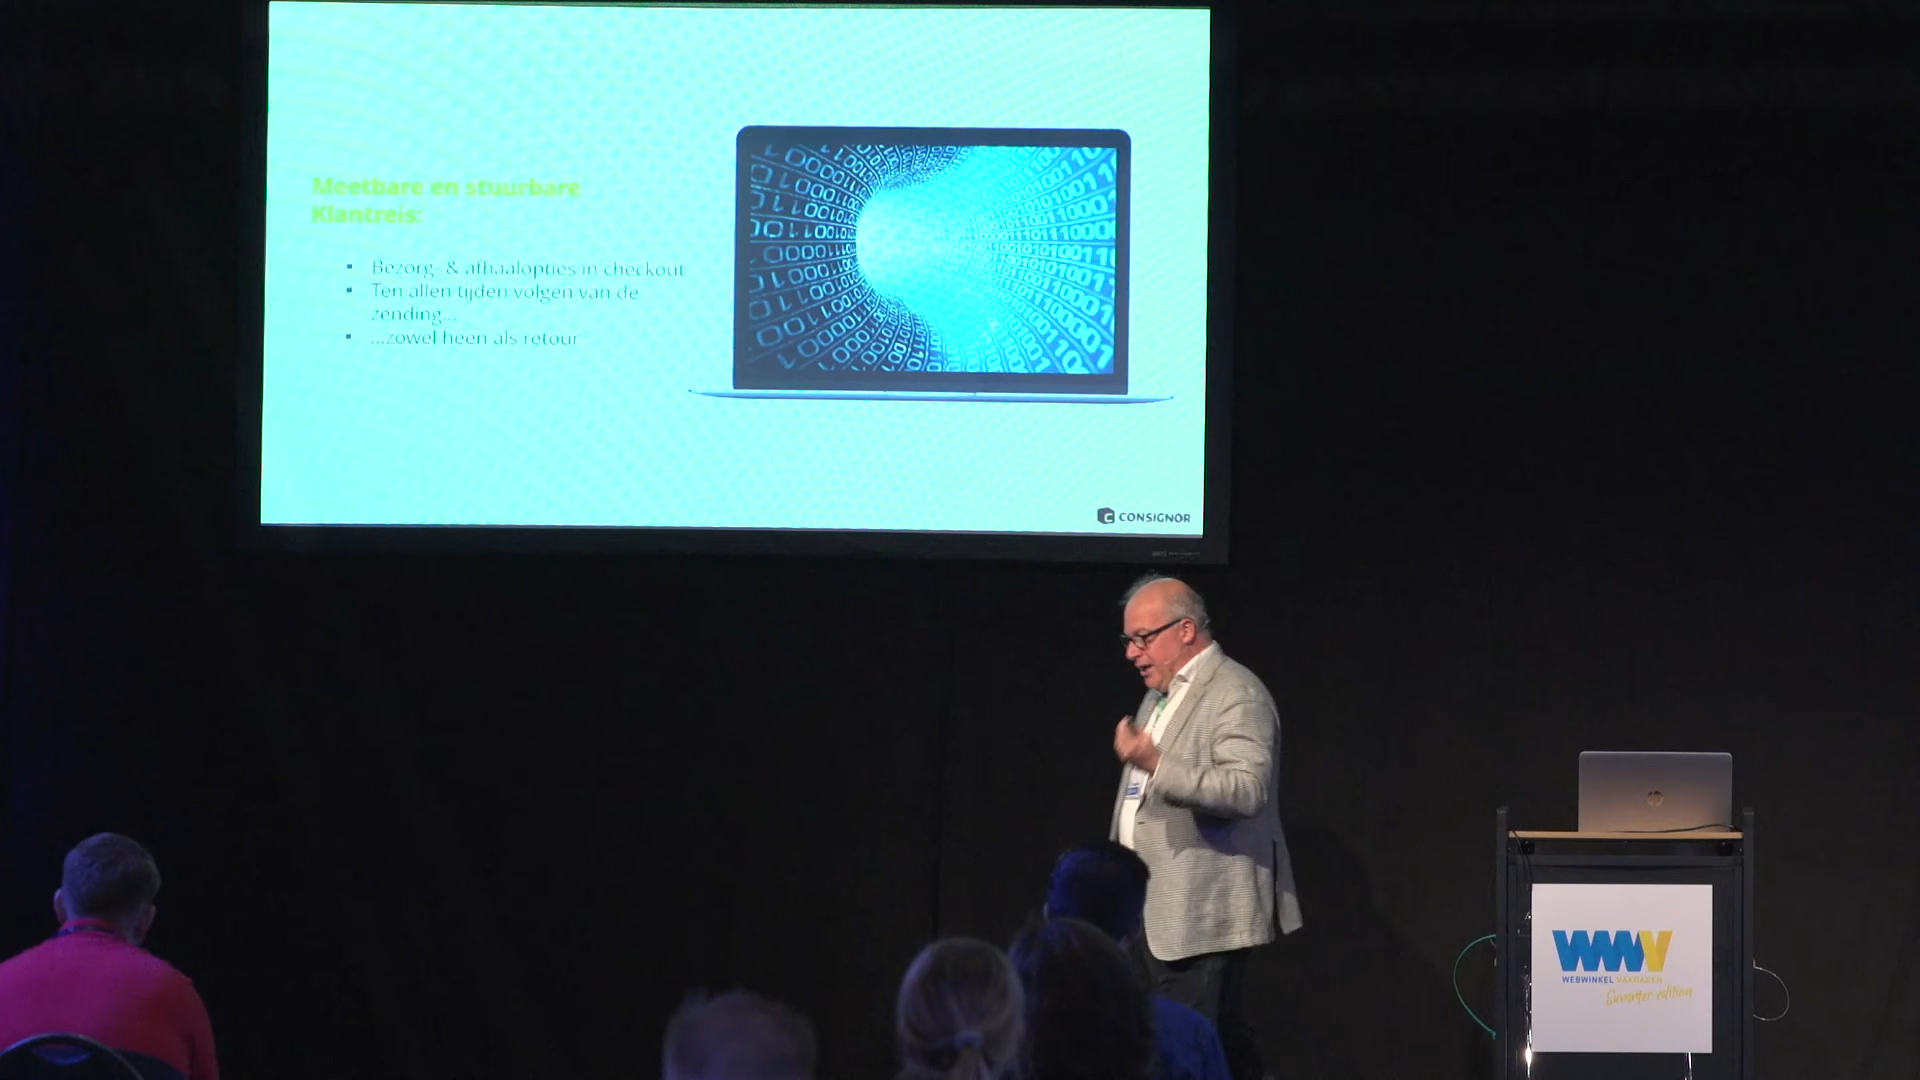 Meetbare en stuurbare
Klantreis:
▪ Bezorg- & afhaalopties in checkout
▪ Ten allen tijden volgen van de
zending...
▪ ...zowel heen als retour
CONSIGNOR
WWV
WEBWINKEL VAKDAGEN
Summer edition
hp